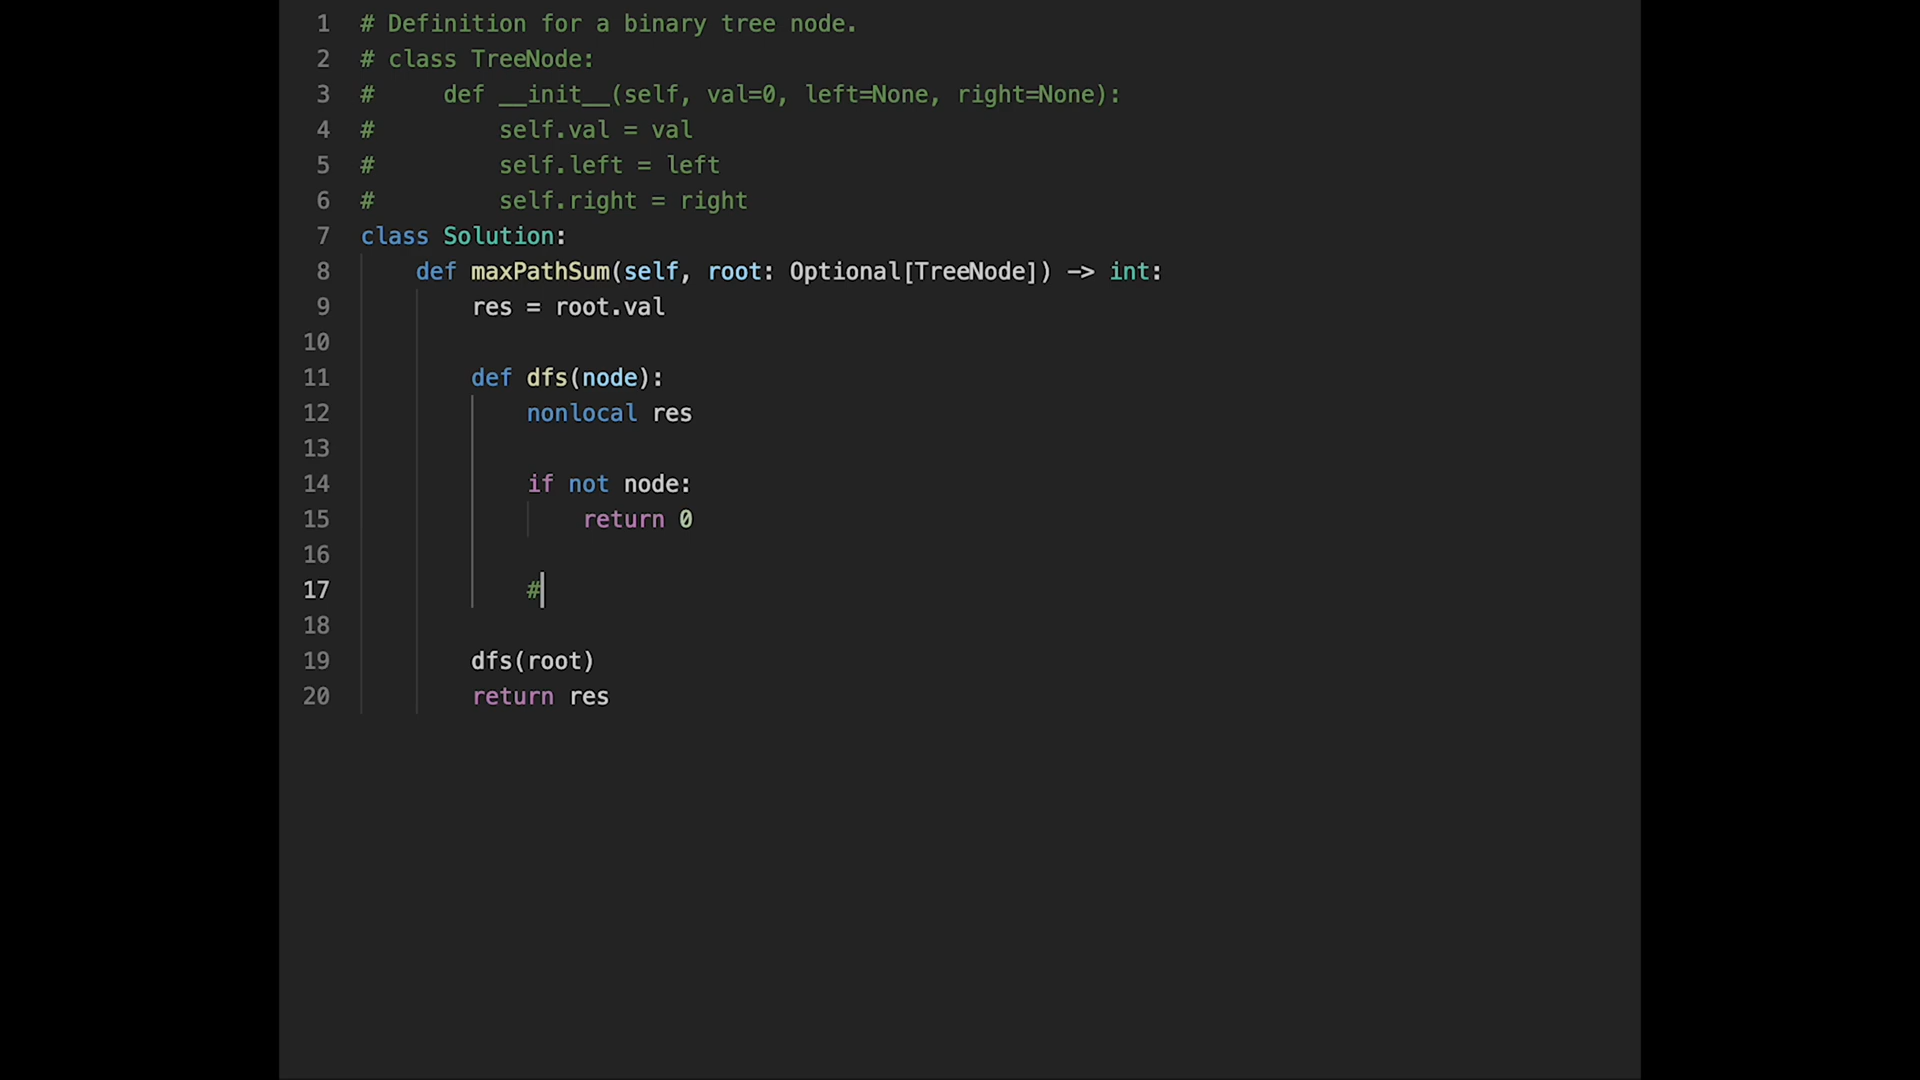 1 # Definition for a binary tree node.
2 # class TreeNode:
3 #     def __init__(self, val=0, left=None, right=None):
4 #         self.val = val
5 #         self.left = left
6 #         self.right = right
7 class Solution:
8     def maxPathSum(self, root: Optional[TreeNode]) -> int:
9         res = root.val
10
11         def dfs(node):
12             nonlocal res
13
14             if not node:
15                 return 0
16
17             #
18
19         dfs(root)
20         return res